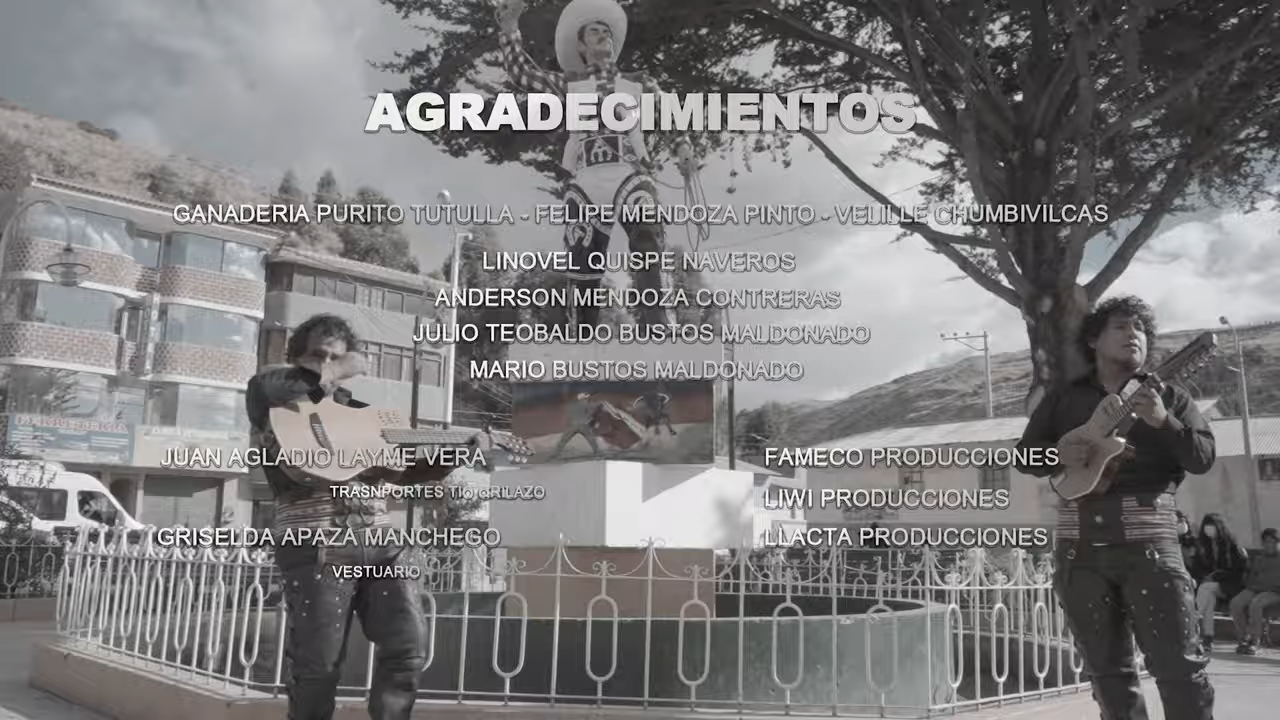 AGRADECIMIENTOS
GANADERIA PURITO TUTULLA - FELIPE MENDOZA PINTO - VELILLE CHUMBIVILCAS
LINOVEL QUISPE NAVEROS
ANDERSON MENDOZA CONTRERAS
JULIO TEOBALDO BUSTOS MALDONADO
MARIO BUSTOS MALDONADO
JUAN AGLADIO LAYME VERA
TRASNPORTES TIO GRILAZO
GRISELDA APAZA MANCHEGO
VESTUARIO
FAMECO PRODUCCIONES
LIWI PRODUCCIONES
LLACTA PRODUCCIONES
FERRETERIA